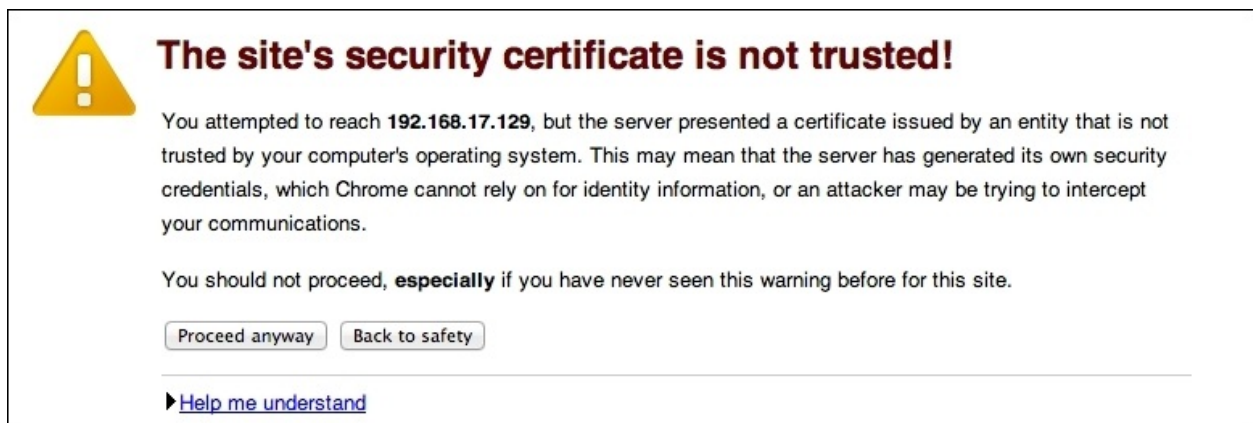 The site's security certificate is not trusted!
You attempted to reach 192.168.17.129, but the server presented a certificate issued by an entity that is not
trusted by your computer's operating system. This may mean that the server has generated its own security
credentials, which Chrome cannot rely on for identity information, or an attacker may be trying to intercept
your communications.
You should not proceed, especially if you have never seen this warning before for this site.
Proceed anyway Back to safety
Help me understand